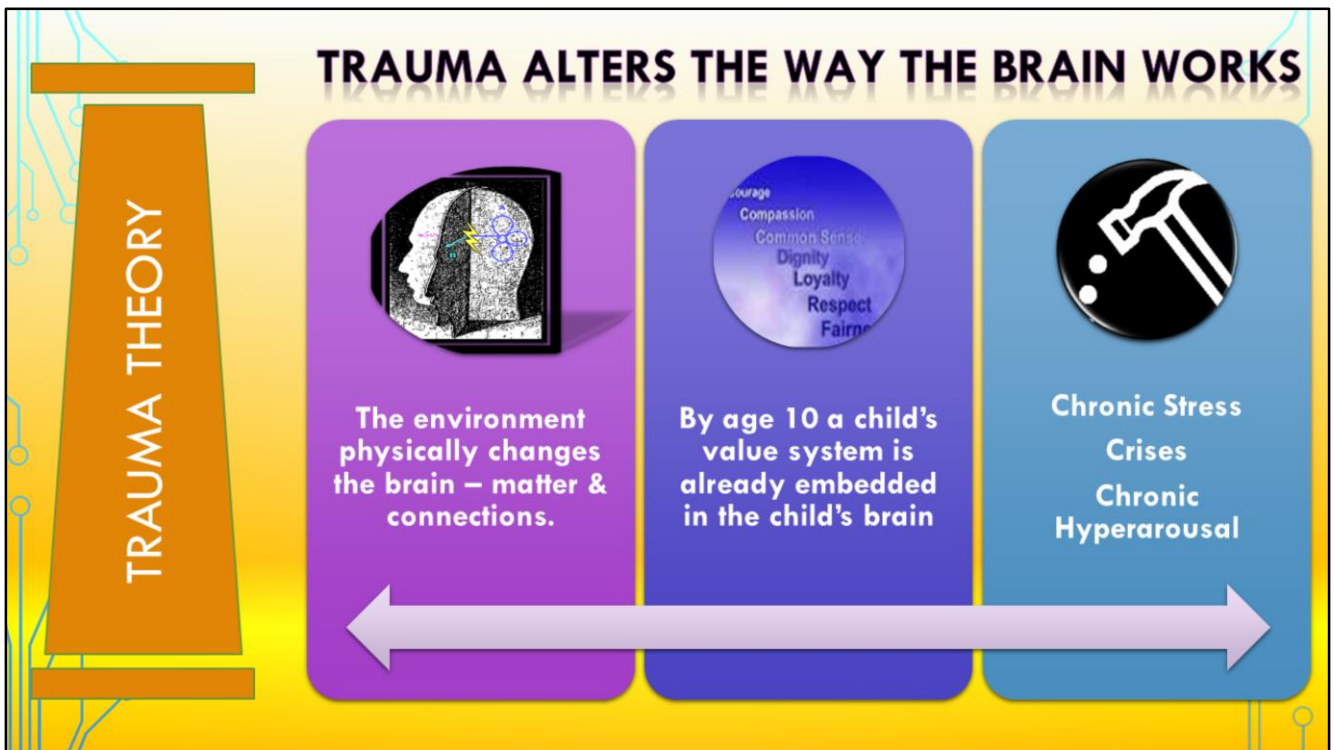 TRAUMA ALTERS THE WAY THE BRAIN WORKS
TRAUMA THEORY
The environment
physically changes
the brain – matter &
connections.
Compassion
Common Sense
Dignity
Loyalty
Respect
By age 10 a child's
value system is
already embedded
in the child's brain
Chronic Stress
Crises
Chronic
Hyperarousal